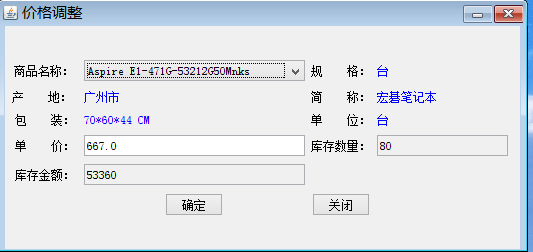 价格调整
商品名称： Aspire E1-471G-53212G50Mnks 规　　格： 台
产　　地： 广州市 简　　称： 宏碁笔记本
包　　装： 70*60*44 CM 单　　位： 台
单　　价： 667.0 库存数量： 80
库存金额： 53360
确定 关闭